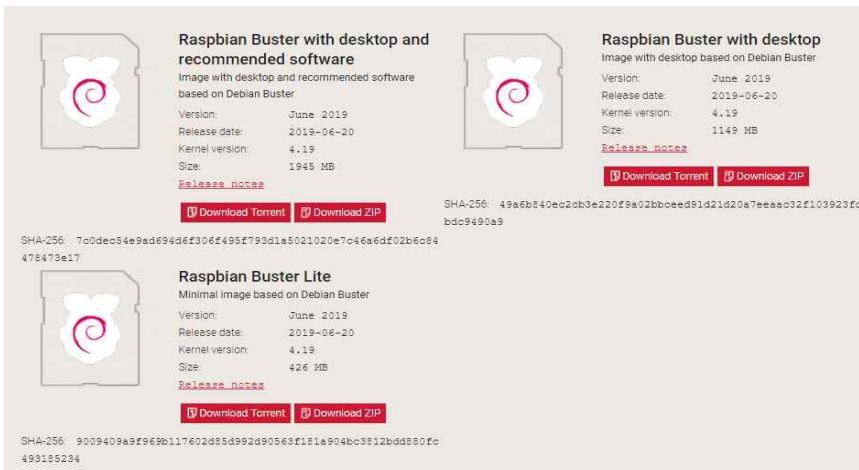 Raspbian Buster with desktop and
recommended software
Image with desktop and recommended software
based on Debian Buster
Version: June 2019
Release date: 2019-06-20
Kernel version: 4.19
Size: 1945 MB
Release notes
Download Torrent Download ZIP
SHA-256: 7c0dec54e9ad694d6f306f495f793d1a5021020e7c46a6df02b6c84
478473e17
Raspbian Buster with desktop
Image with desktop based on Debian Buster
Version: June 2019
Release date: 2019-06-20
Kernel version: 4.19
Size: 1149 MB
Release notes
Download Torrent Download ZIP
SHA-256: 49a6b840ec2cb3e220f9a02bbceed91d21d20a7eeaac32f103923fc
bdc9490a9
Raspbian Buster Lite
Minimal image based on Debian Buster
Version: June 2019
Release date: 2019-06-20
Kernel version: 4.19
Size: 426 MB
Release notes
Download Torrent Download ZIP
SHA-256: 9009409a9f969b117602d85d992d90563f181a904bc3812bdd880fc
493185234